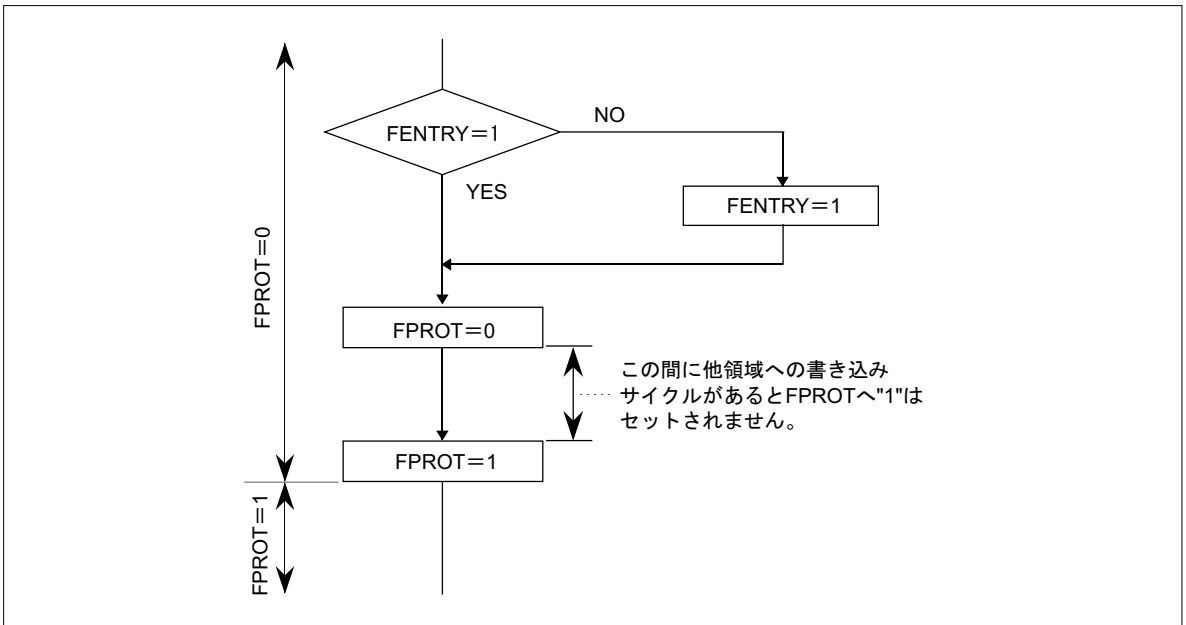 FENTRY＝1
NO
YES
FENTRY＝1
FPROT＝0
FPROT＝0
この間に他領域への書き込み
サイクルがあるとFPROTへ"1"は
セットされません。
FPROT＝1
FPROT＝1